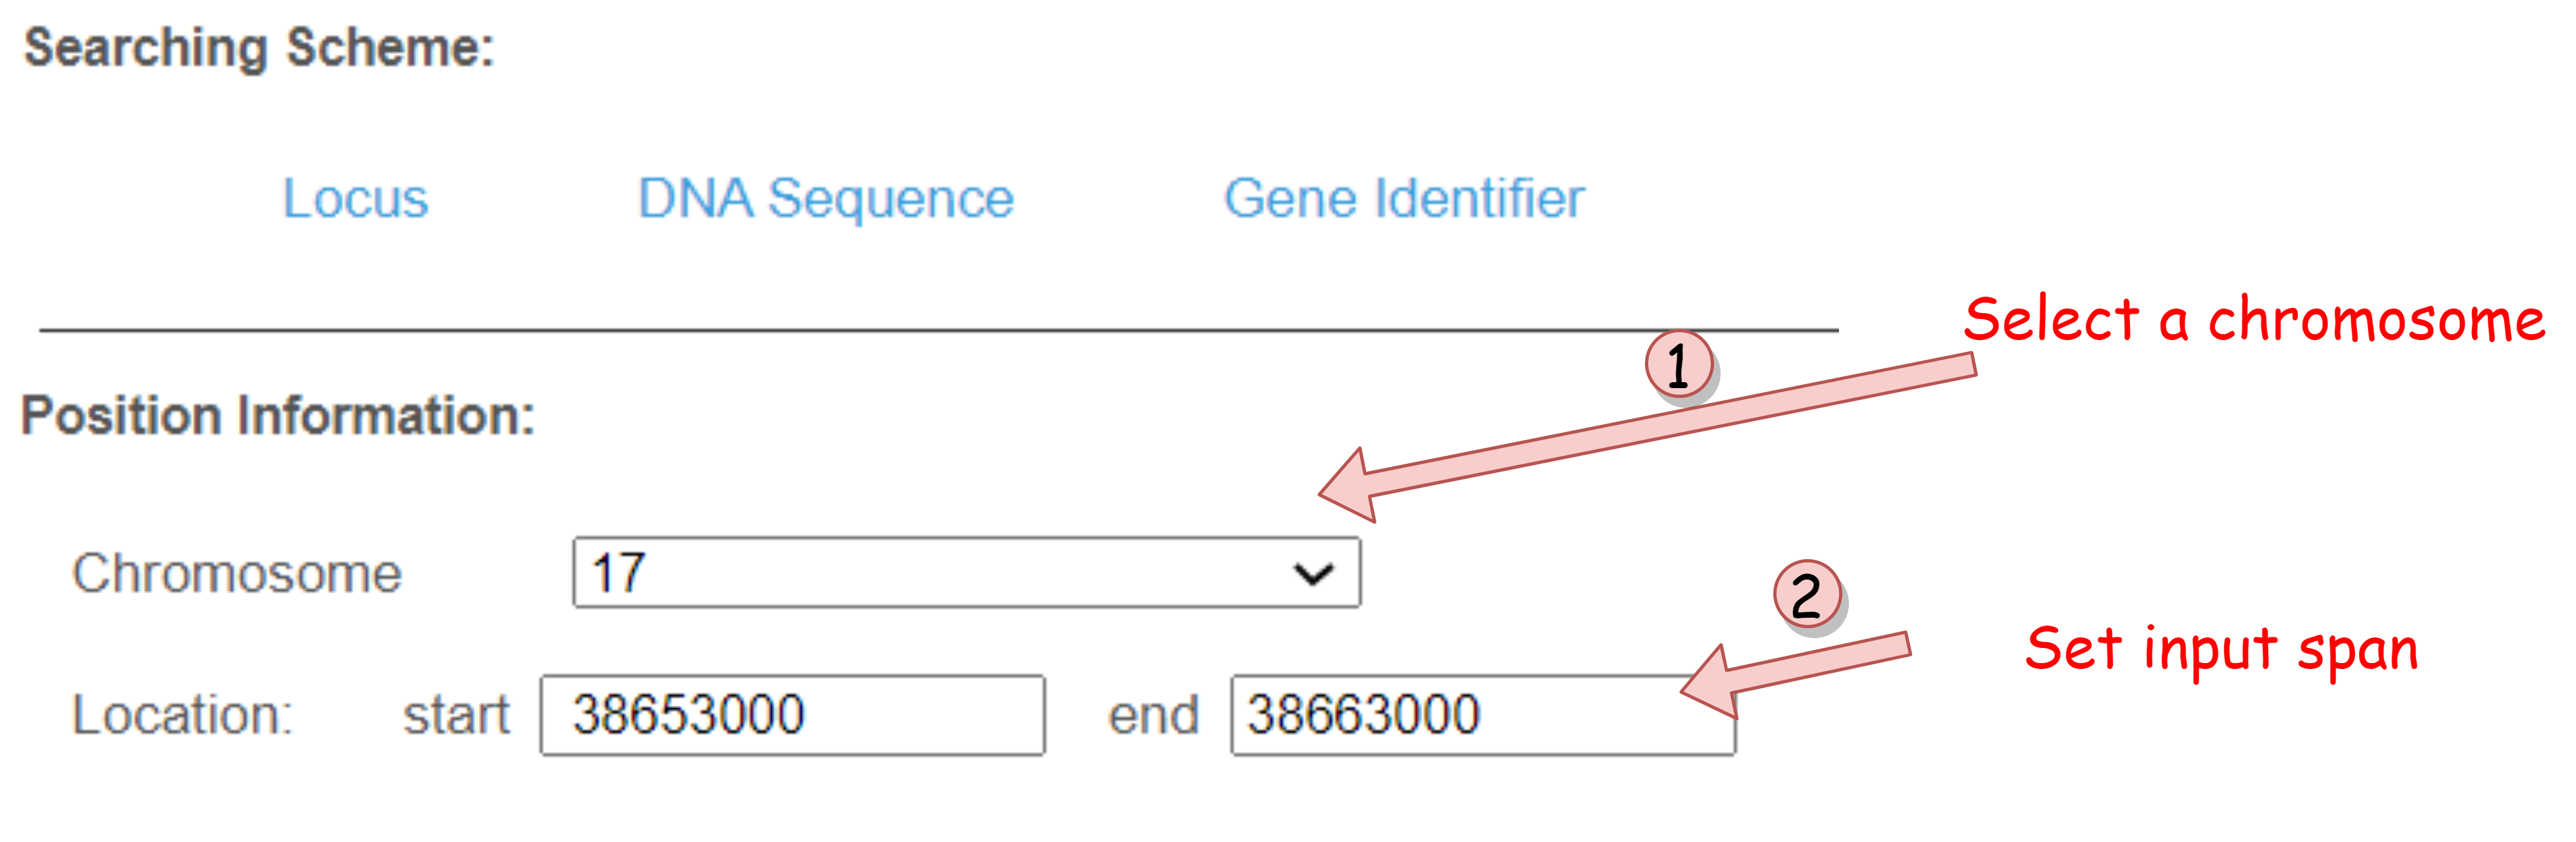 Searching Scheme:
Locus DNA Sequence Gene Identifier
Select a chromosome
1
Position Information:
Chromosome 17
2
Set input span
Location: start 38653000 end 38663000